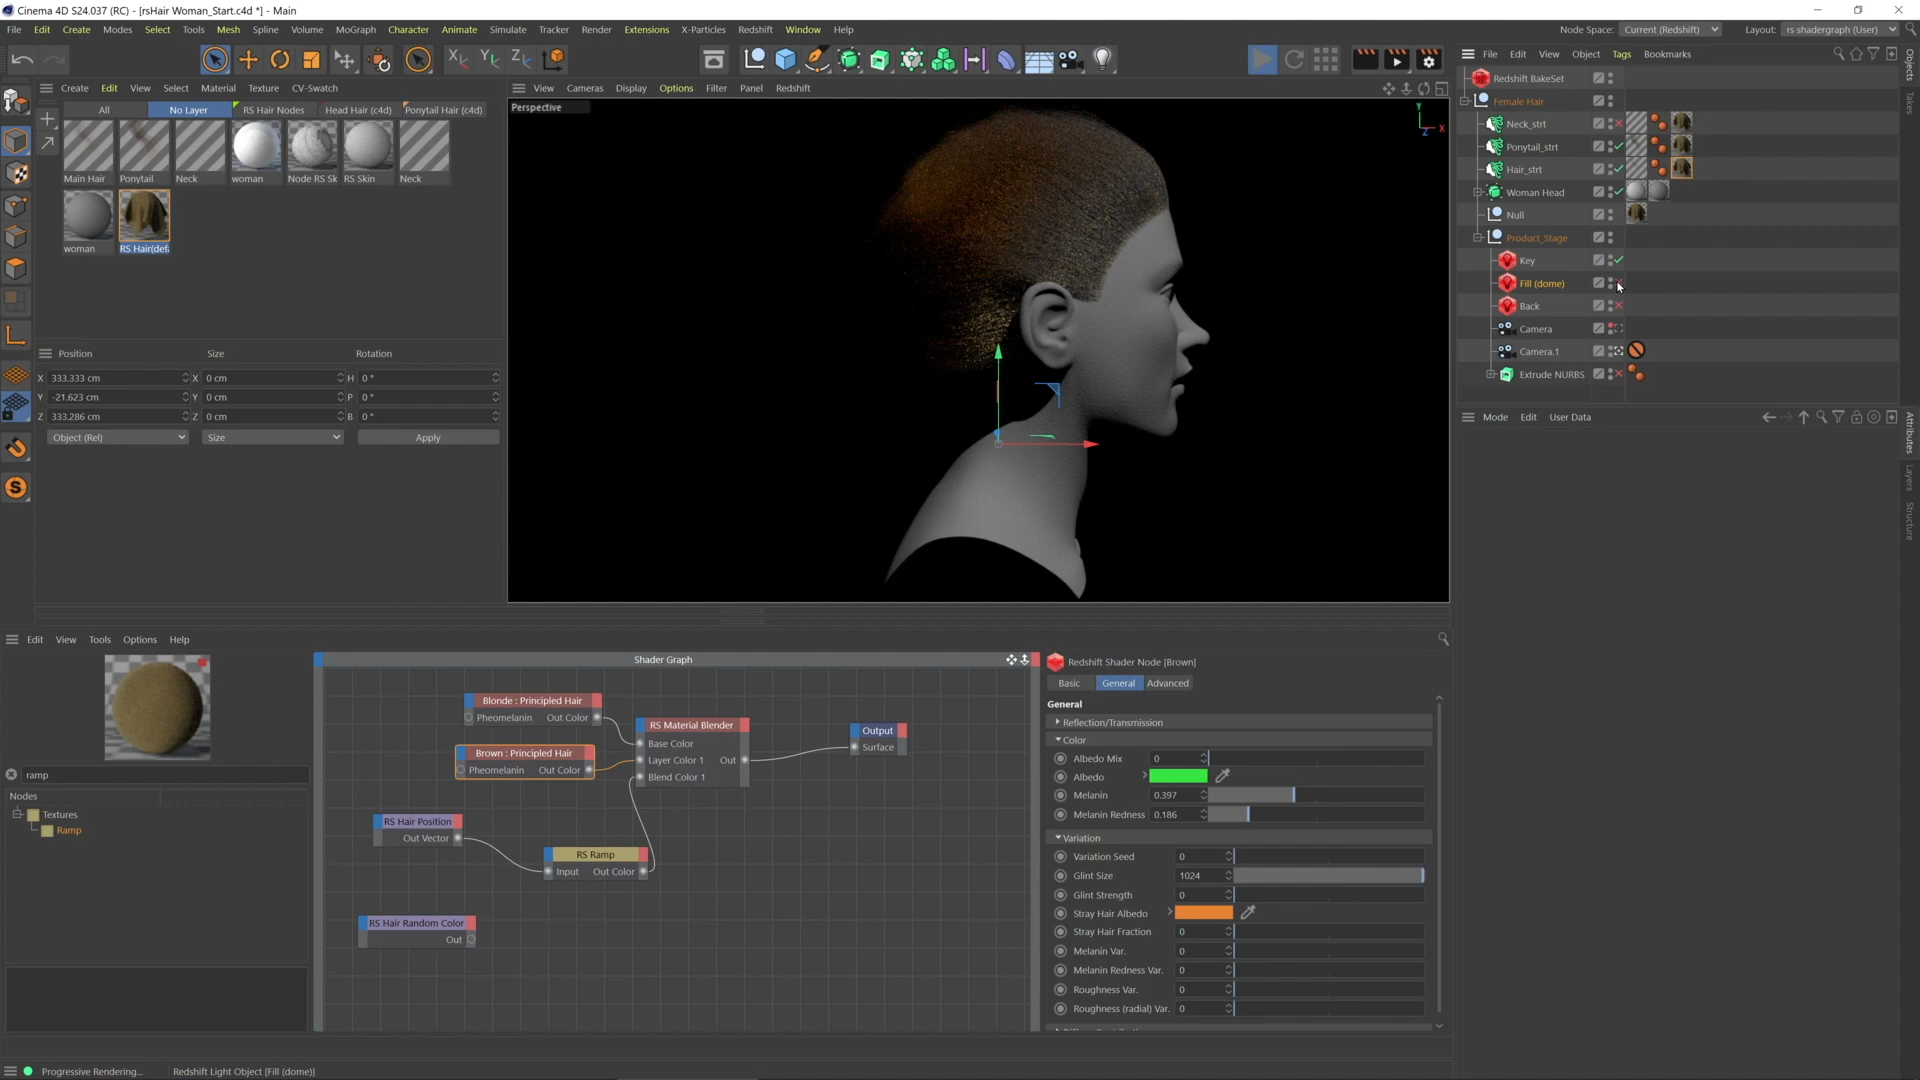 Cinema 4D S24.037 (RC) - [rsHair Woman_Start.c4d *] - Main
File Edit Create Modes Select Tools Mesh Spline Volume MoGraph Character Animate Simulate Tracker Render Extensions X-Particles Redshift Window Help
Node Space: Current (Redshift) Layout: rs shadergraph (User)
Create Edit View Select Material Texture CV-Swatch
All No Layer RS Hair Nodes Head Hair (c4d) Ponytail Hair (c4d)
Main Hair Ponytail Neck woman Node RS Sk RS Skin Neck
woman RS Hair(defa
Position Size Rotation
X 333.333 cm X 0 cm H 0 °
Y -21.623 cm Y 0 cm P 0 °
Z 333.286 cm Z 0 cm B 0 °
Object (Rel) Size Apply
View Cameras Display Options Filter Panel Redshift
Perspective
Y
X
Z
File Edit View Object Tags Bookmarks
Redshift BakeSet
Female Hair
Neck_strt
Ponytail_strt
Hair_strt
Woman Head
Null
Product_Stage
Key
Fill (dome)
Back
Camera
Camera.1
Extrude NURBS
Mode Edit User Data
Objects
Takes
Attributes
Layers
Structure
Edit View Tools Options Help
ramp
Nodes
Textures
Ramp
Shader Graph
Blonde : Principled Hair
Pheomelanin Out Color
Brown : Principled Hair
Pheomelanin Out Color
RS Material Blender
Base Color
Layer Color 1 Out
Blend Color 1
Output
Surface
RS Hair Position
Out Vector
RS Ramp
Input Out Color
RS Hair Random Color
Out
Redshift Shader Node [Brown]
Basic General Advanced
General
Reflection/Transmission
Color
Albedo Mix 0
Albedo
Melanin 0.397
Melanin Redness 0.186
Variation
Variation Seed 0
Glint Size 1024
Glint Strength 0
Stray Hair Albedo
Stray Hair Fraction 0
Melanin Var. 0
Melanin Redness Var. 0
Roughness Var. 0
Roughness (radial) Var. 0
Progressive Rendering... Redshift Light Object [Fill (dome)]